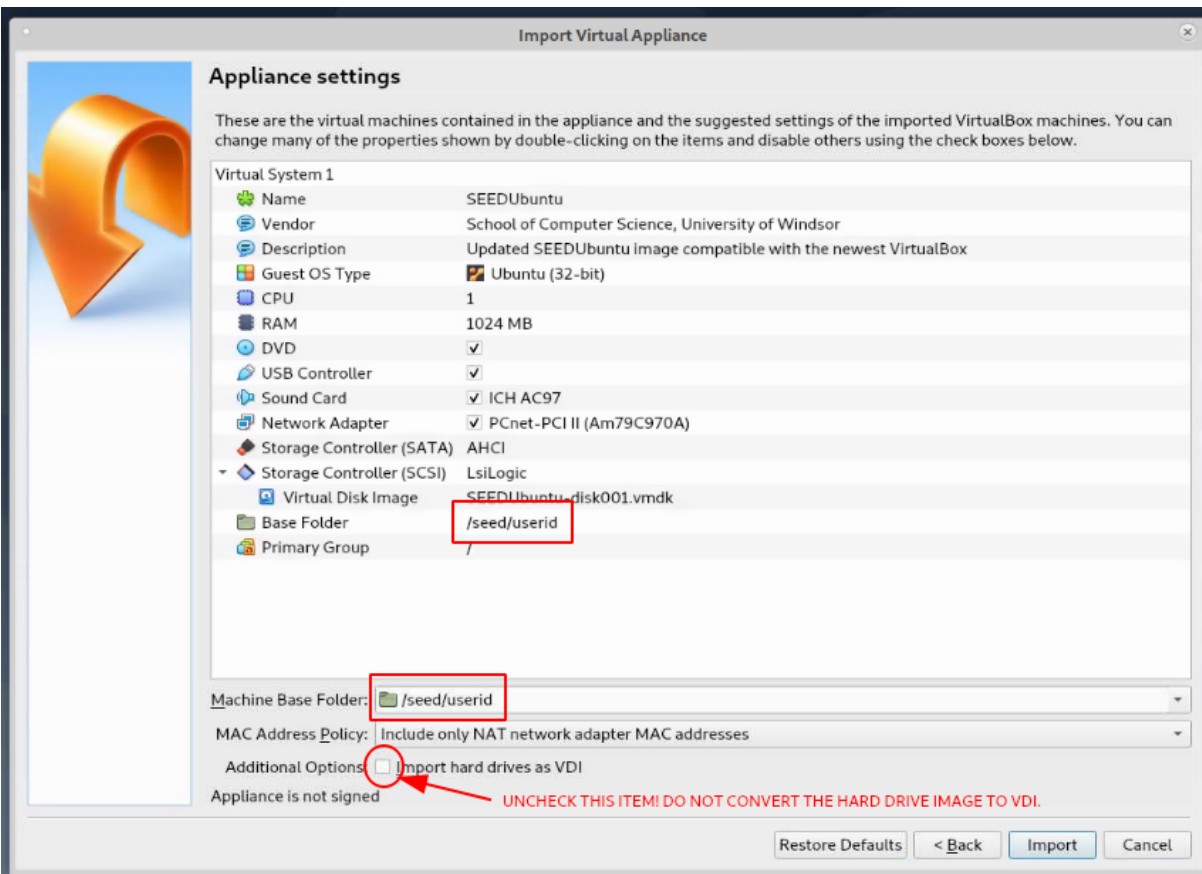 Import Virtual Appliance
Appliance settings
These are the virtual machines contained in the appliance and the suggested settings of the imported VirtualBox machines. You can
change many of the properties shown by double-clicking on the items and disable others using the check boxes below.
Virtual System 1
Name SEEDUbuntu
Vendor School of Computer Science, University of Windsor
Description Updated SEEDUbuntu image compatible with the newest VirtualBox
Guest OS Type Ubuntu (32-bit)
CPU 1
RAM 1024 MB
DVD
USB Controller
Sound Card ICH AC97
Network Adapter PCnet-PCI II (Am79C970A)
Storage Controller (SATA) AHCI
Storage Controller (SCSI) LsiLogic
Virtual Disk Image SEEDUbuntu-disk001.vmdk
Base Folder /seed/userid
Primary Group /
Machine Base Folder: /seed/userid
MAC Address Policy: Include only NAT network adapter MAC addresses
Additional Options: Import hard drives as VDI
Appliance is not signed
UNCHECK THIS ITEM! DO NOT CONVERT THE HARD DRIVE IMAGE TO VDI.
Restore Defaults < Back Import Cancel